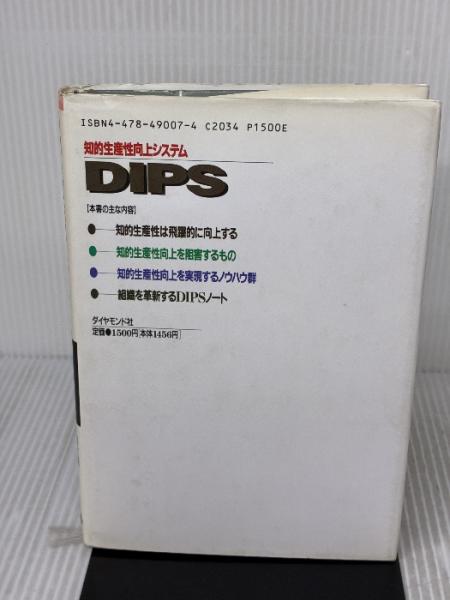 ISBN4-478-49007-4 C2034 P1500E
知的生産性向上システム
DIPS
[本書の主な内容]
●——知的生産性は飛躍的に向上する
●——知的生産性向上を阻害するもの
●——知的生産性向上を実現するノウハウ群
●——組織を革新するDIPSノート
ダイヤモンド社
定価●1500円[本体1456円]